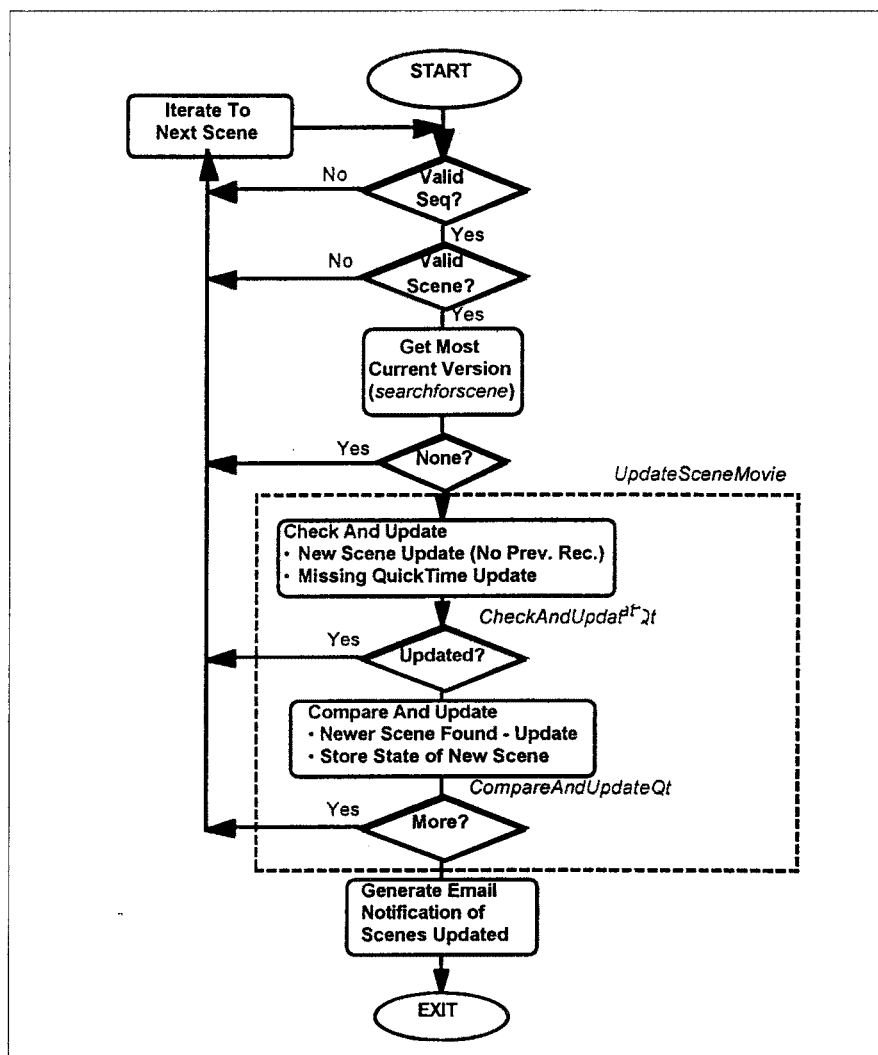 START
Iterate To
Next Scene
No
Valid
Seq?
Yes
No
Valid
Scene?
Yes
Get Most
Current Version
(searchforscene)
Yes
None?
UpdateSceneMovie
Check And Update
· New Scene Update (No Prev. Rec.)
· Missing QuickTime Update
Yes
Updated?
Compare And Update
· Newer Scene Found - Update
· Store State of New Scene
CompareAndUpdateQt
Yes
More?
Generate Email
Notification of
Scenes Updated
EXIT